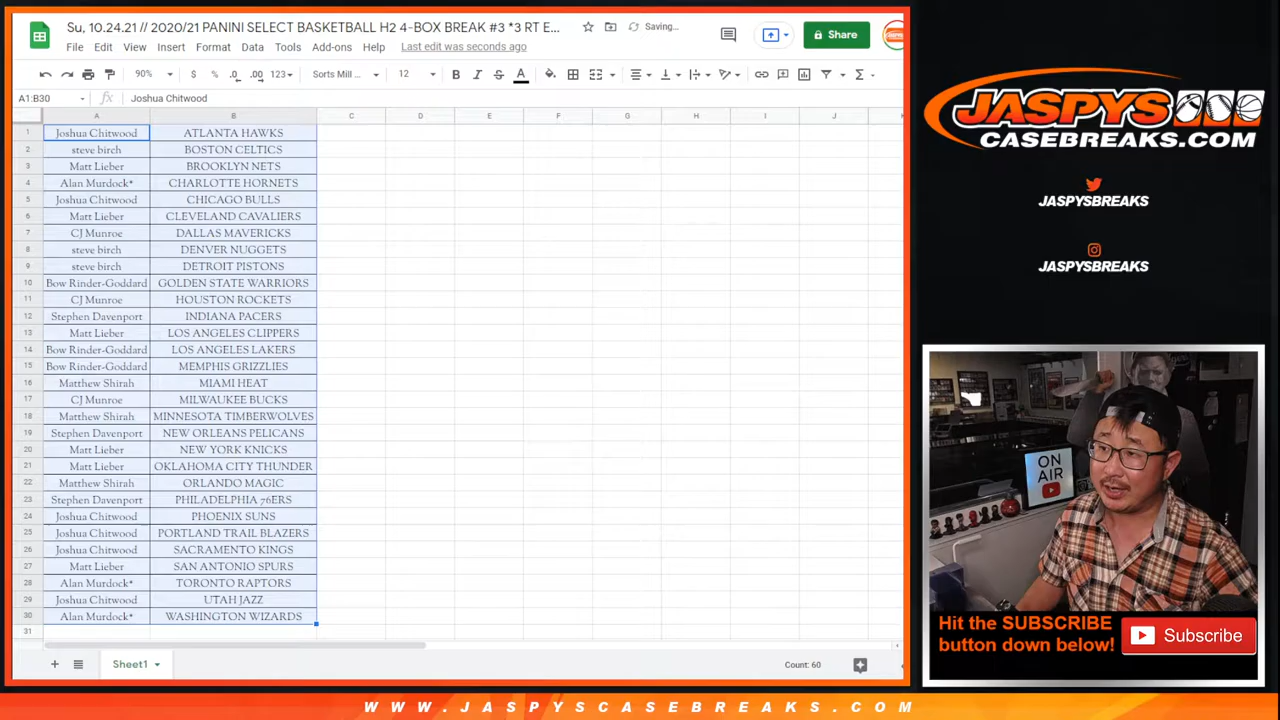 Su, 10.24.21 // 2020/21 PANINI SELECT BASKETBALL H2 4-BOX BREAK #3 *3 RT E...
Saving...
File Edit View Insert Format Data Tools Add-ons Help Last edit was seconds ago
Share
90% $ % .0 .00 123 Sorts Mill ... 12 B I S A
A1:B30 fx Joshua Chitwood
A B C D E F G H I J
1 Joshua Chitwood ATLANTA HAWKS
2 steve birch BOSTON CELTICS
3 Matt Lieber BROOKLYN NETS
4 Alan Murdock* CHARLOTTE HORNETS
5 Joshua Chitwood CHICAGO BULLS
6 Matt Lieber CLEVELAND CAVALIERS
7 CJ Munroe DALLAS MAVERICKS
8 steve birch DENVER NUGGETS
9 steve birch DETROIT PISTONS
10 Bow Rinder-Goddard GOLDEN STATE WARRIORS
11 CJ Munroe HOUSTON ROCKETS
12 Stephen Davenport INDIANA PACERS
13 Matt Lieber LOS ANGELES CLIPPERS
14 Bow Rinder-Goddard LOS ANGELES LAKERS
15 Bow Rinder-Goddard MEMPHIS GRIZZLIES
16 Matthew Shirah MIAMI HEAT
17 CJ Munroe MILWAUKEE BUCKS
18 Matthew Shirah MINNESOTA TIMBERWOLVES
19 Stephen Davenport NEW ORLEANS PELICANS
20 Matt Lieber NEW YORK KNICKS
21 Matt Lieber OKLAHOMA CITY THUNDER
22 Matthew Shirah ORLANDO MAGIC
23 Stephen Davenport PHILADELPHIA 76ERS
24 Joshua Chitwood PHOENIX SUNS
25 Joshua Chitwood PORTLAND TRAIL BLAZERS
26 Joshua Chitwood SACRAMENTO KINGS
27 Matt Lieber SAN ANTONIO SPURS
28 Alan Murdock* TORONTO RAPTORS
29 Joshua Chitwood UTAH JAZZ
30 Alan Murdock* WASHINGTON WIZARDS
31
Sheet1
Count: 60
JASPYS
CASEBREAKS.COM
JASPYSBREAKS
JASPYSBREAKS
ON
AIR
Hit the SUBSCRIBE
button down below!
Subscribe
WWW.JASPYSCASEBREAKS.COM